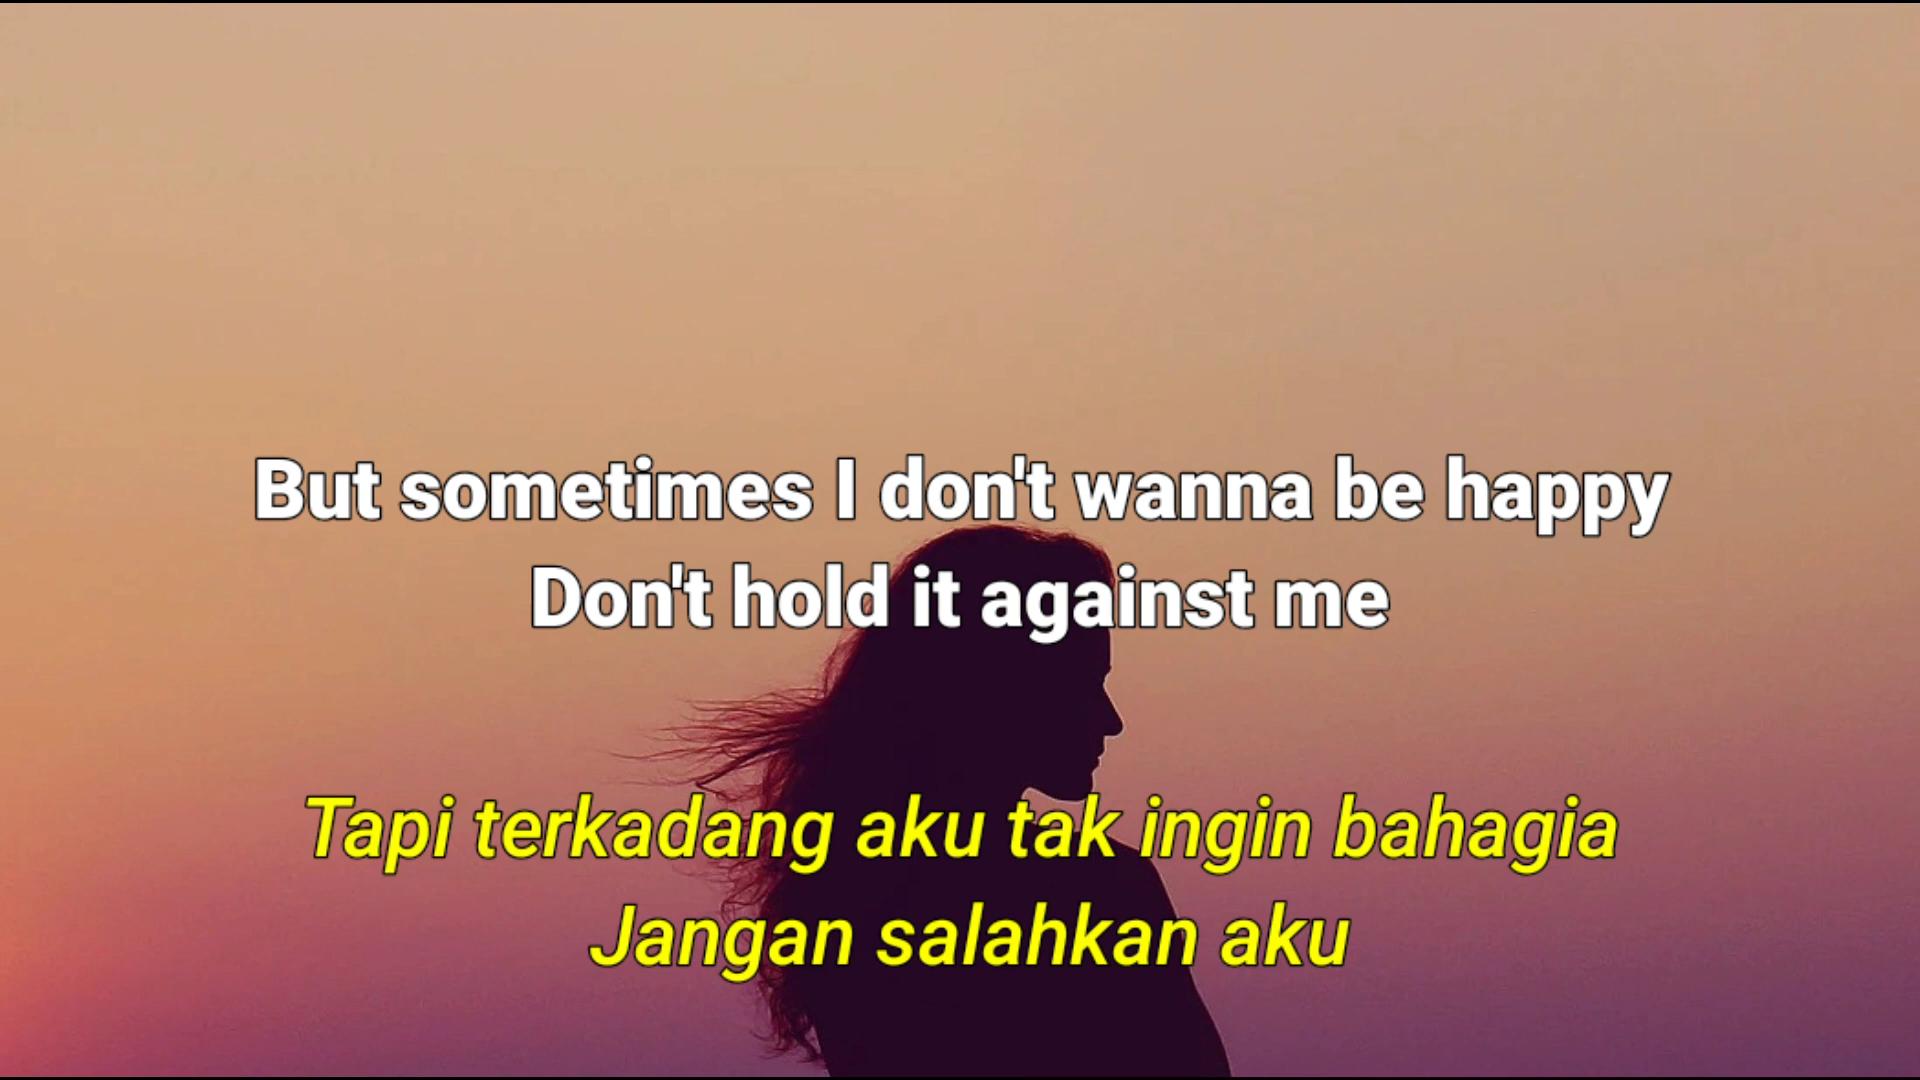 But sometimes I don't wanna be happy
Don't hold it against me
Tapi terkadang aku tak ingin bahagia
Jangan salahkan aku